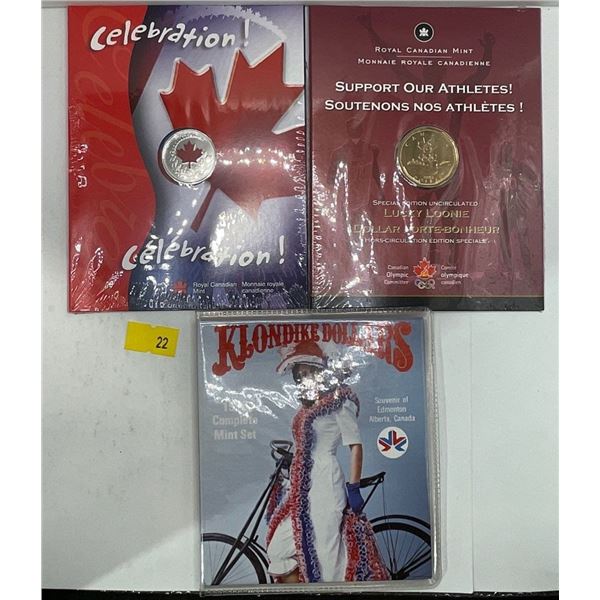 Celebration!
Celebration!
Royal Canadian Mint
Monnaie royale canadienne
ROYAL CANADIAN MINT
MONNAIE ROYALE CANADIENNE
SUPPORT OUR ATHLETES!
SOUTENONS NOS ATHLÈTES !
CANADA
SPECIAL EDITION UNCIRCULATED
LUCKY LOONIE
DOLLAR PORTE-BONHEUR
HORS-CIRCULATION ÉDITION SPÉCIALE
Canadian
Olympic
Committee
Comité
olympique
canadien
22
KLONDIKE DOLLARS
Complete
Mint Set
Souvenir of
Edmonton
Alberta, Canada